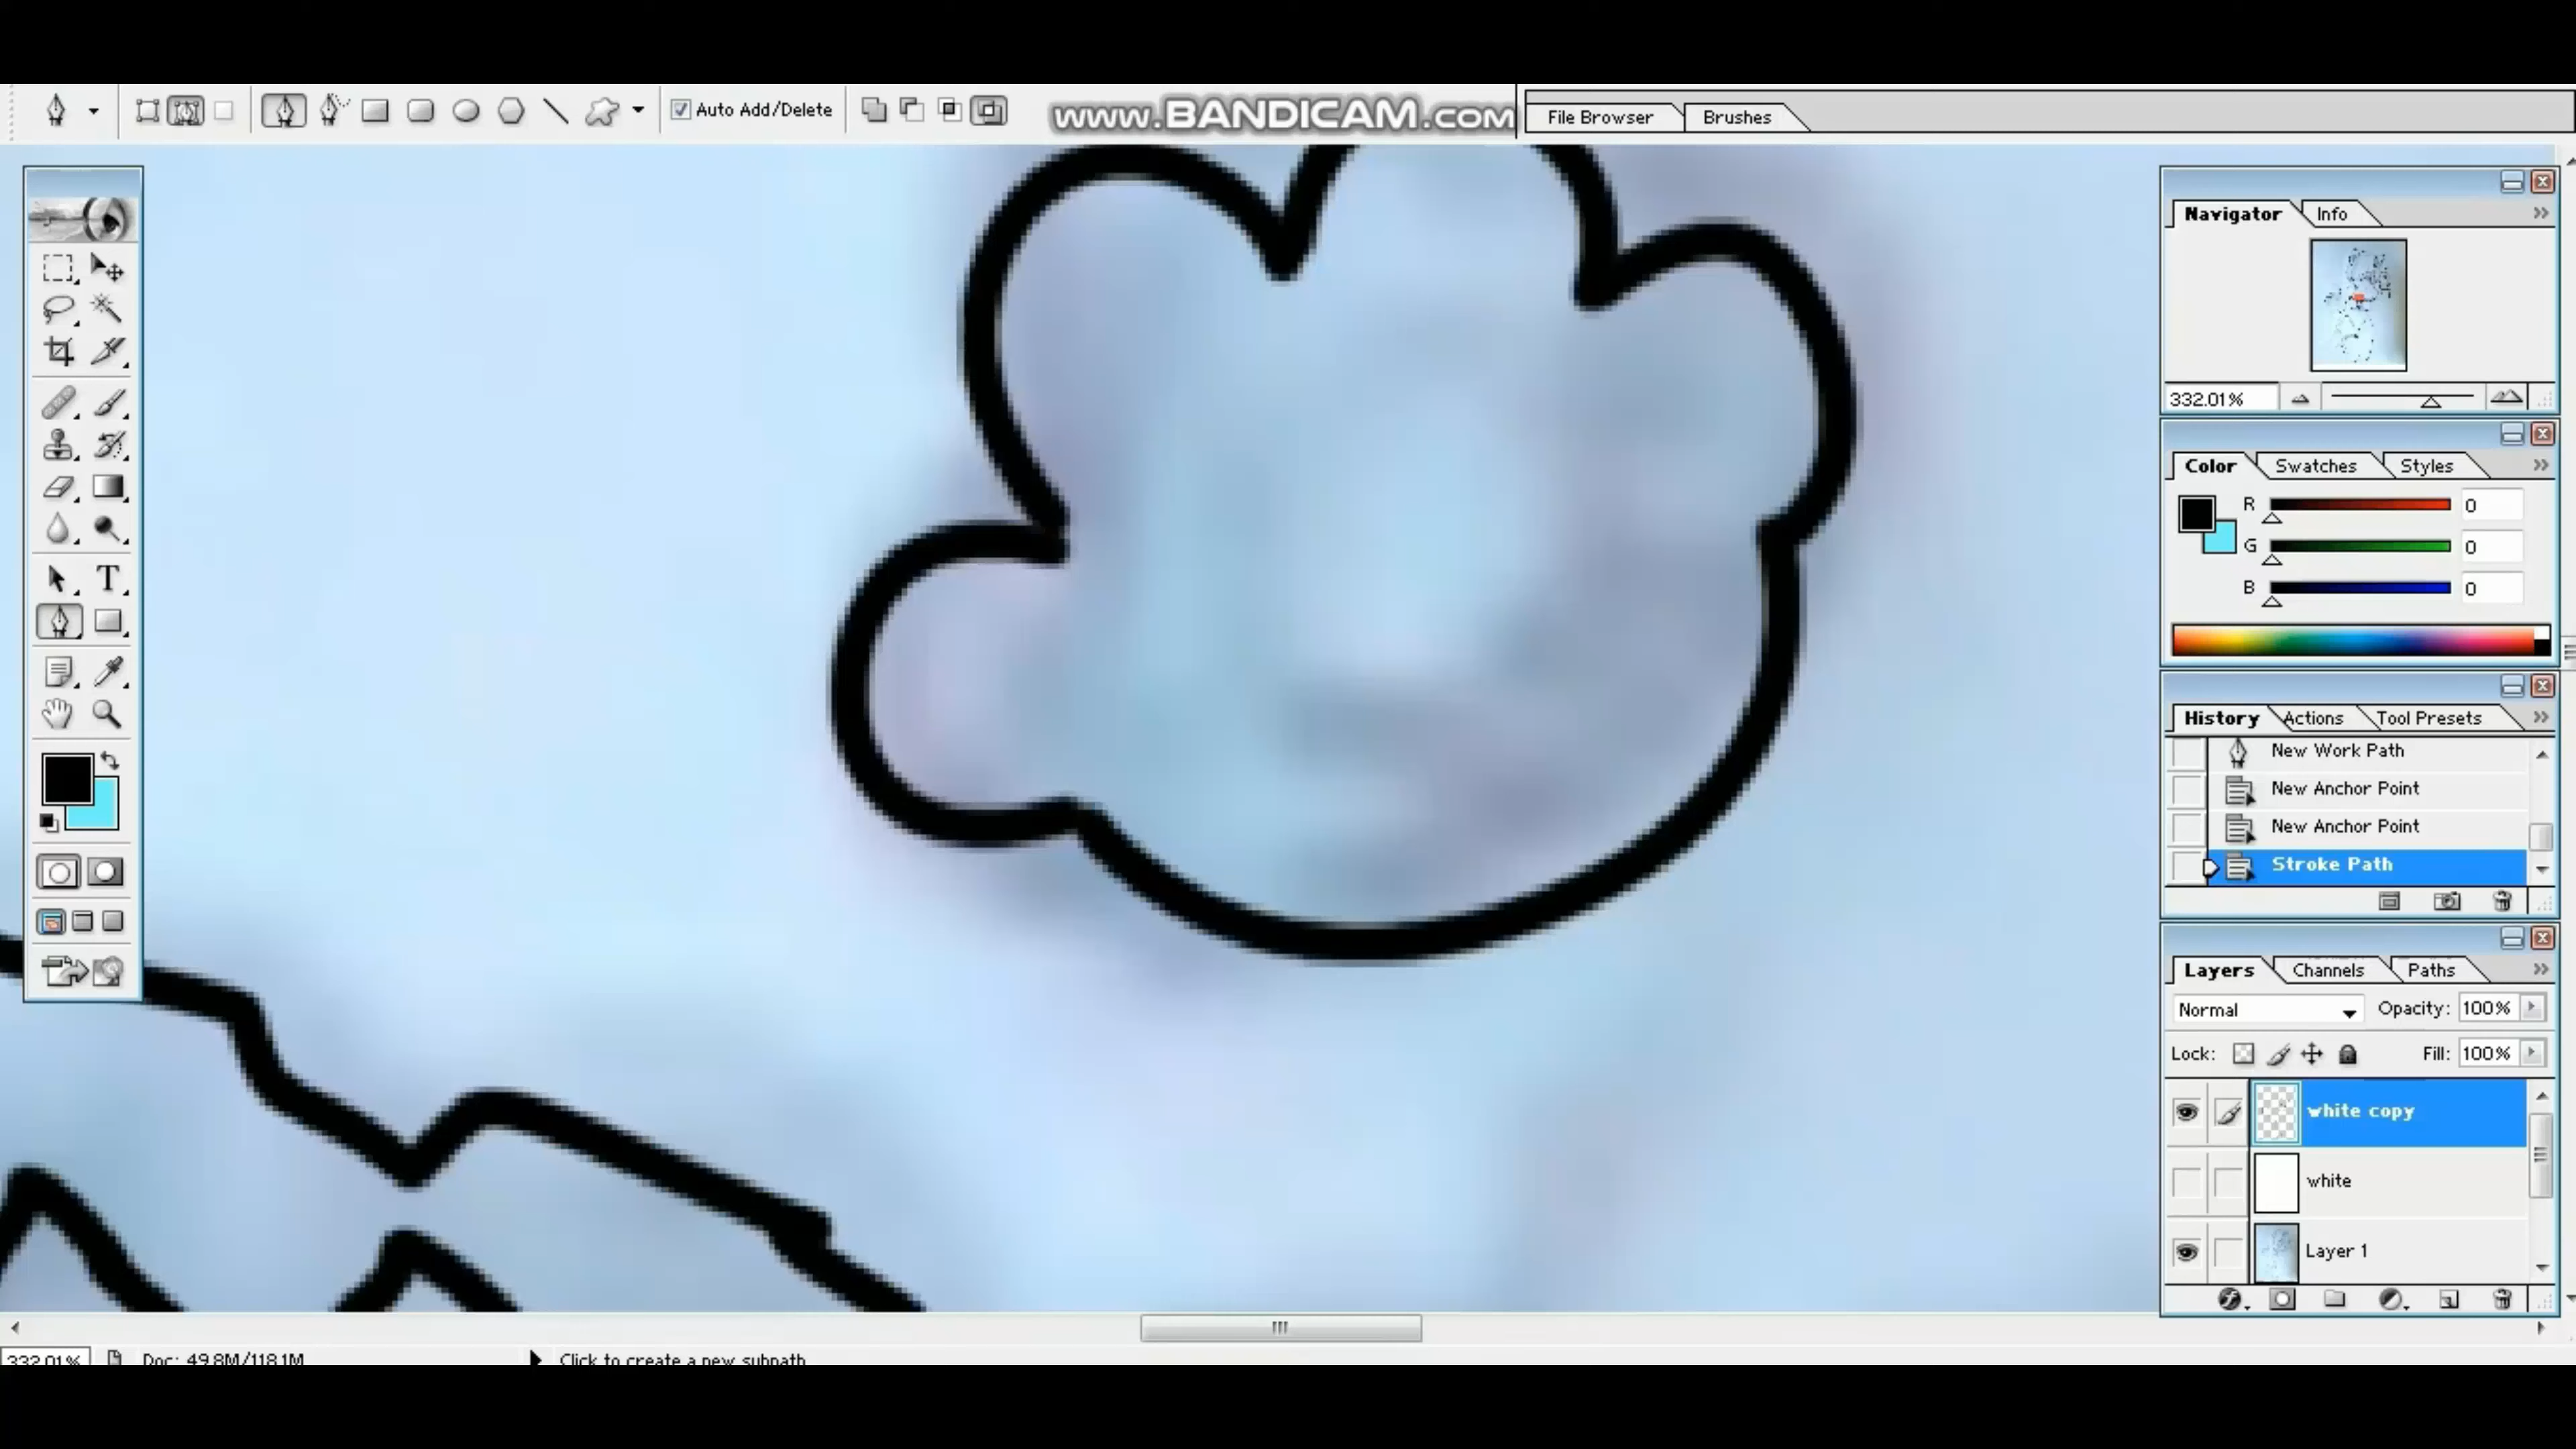 Auto Add/Delete
www.BANDICAM.com
File Browser
Brushes
T
Navigator
Info
332.01%
Color
Swatches
Styles
R
0
G
0
B
0
History
Actions
Tool Presets
New Work Path
New Anchor Point
New Anchor Point
Stroke Path
Layers
Channels
Paths
Normal
Opacity: 100%
Lock:
Fill: 100%
white copy
white
Layer 1
332.01%
Doc: 49.8M/118.1M
Click to create a new subpath